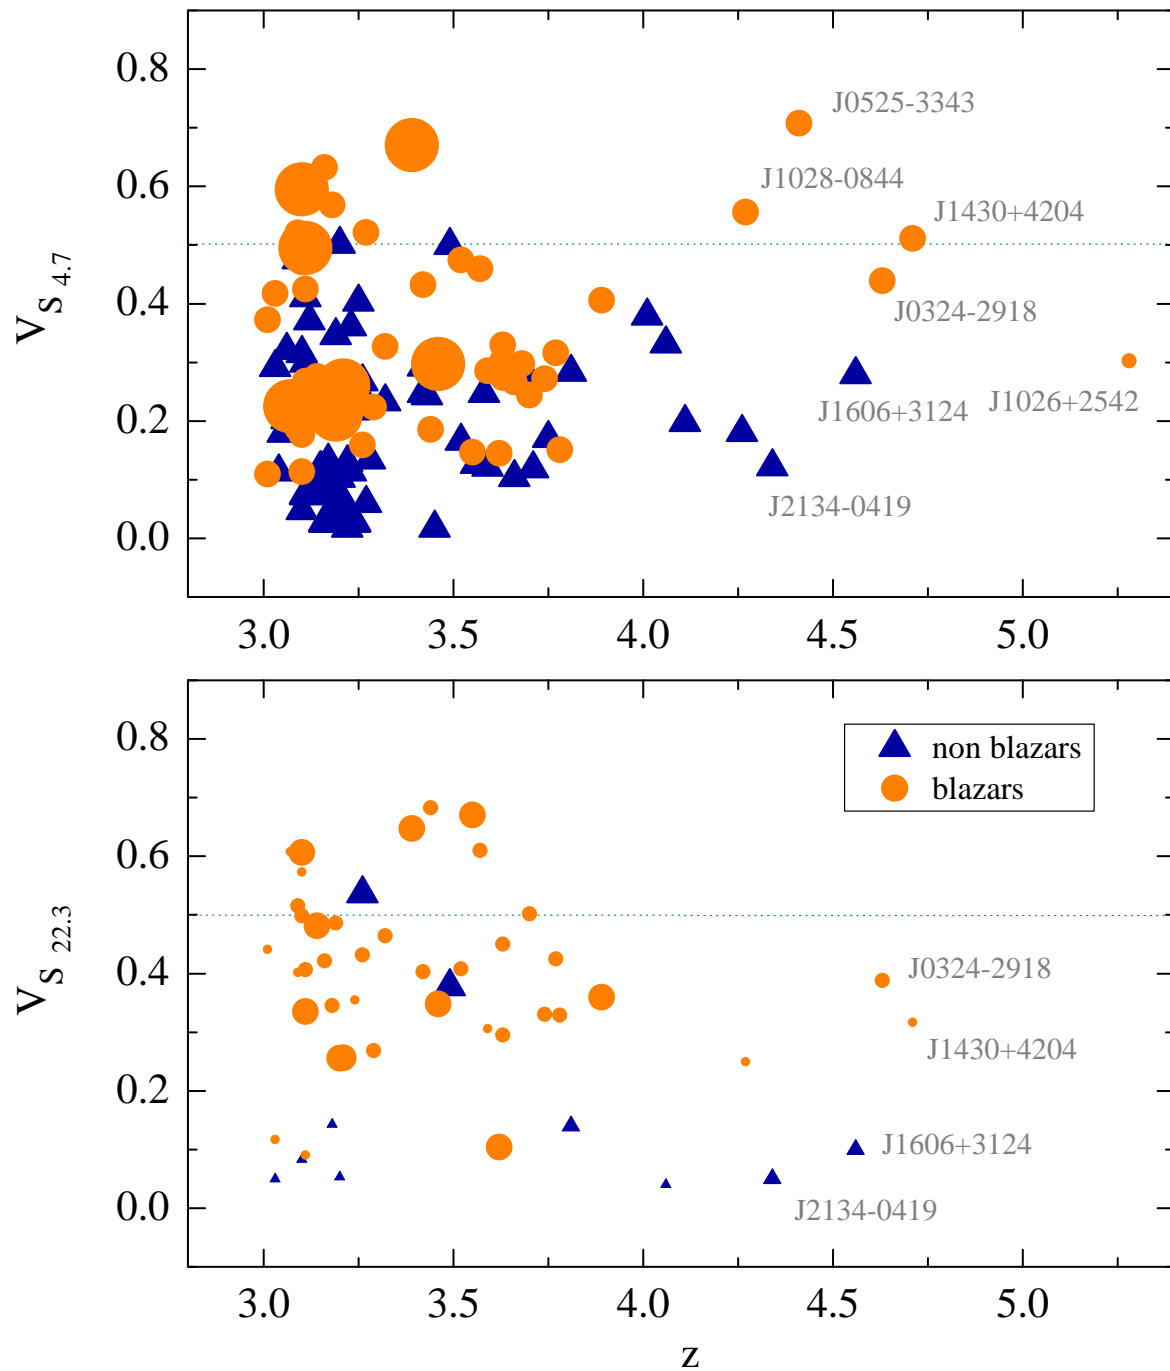 0.8
0.6
0.4
0.2
0.0
V S 4.7
J0525-3343
J1028-0844
J1430+4204
J0324-2918
J1606+3124
J1026+2542
J2134-0419
3.0 3.5 4.0 4.5 5.0
0.8
0.6
0.4
0.2
0.0
V S 22.3
non blazars
blazars
J0324-2918
J1430+4204
J1606+3124
J2134-0419
3.0 3.5 4.0 4.5 5.0
z